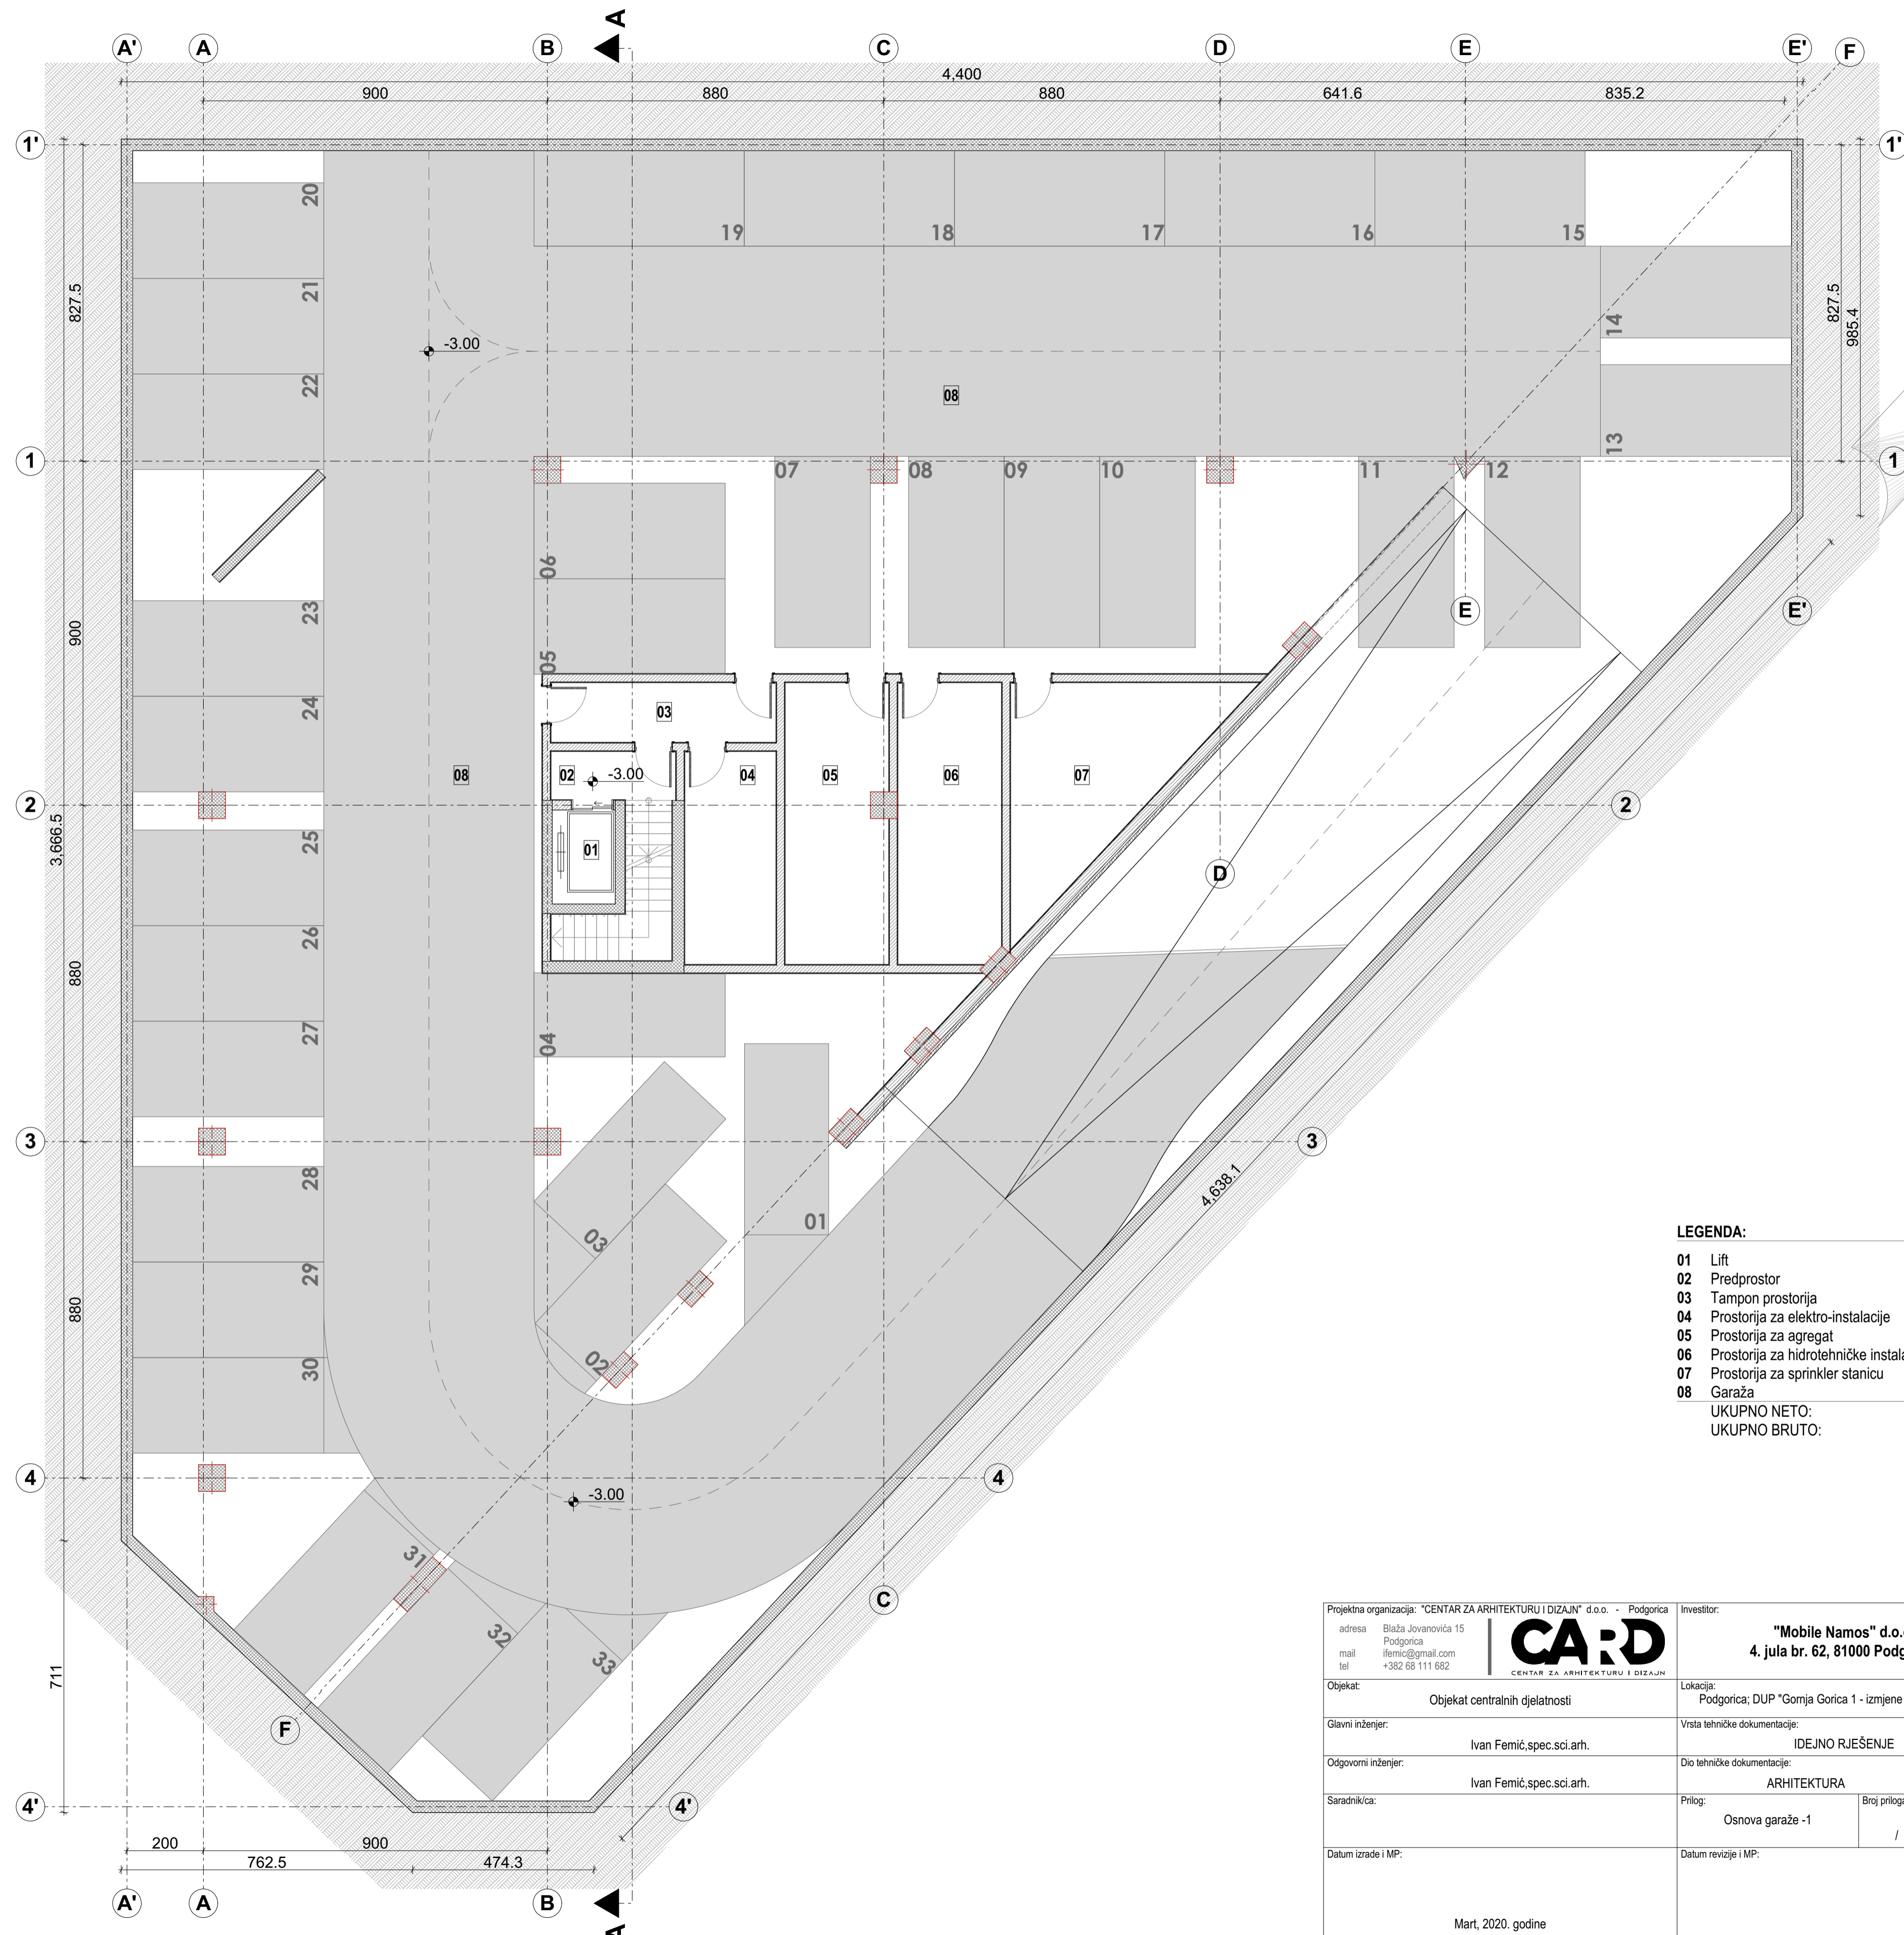 A
A'
A
B
C
D
E
E'
F
4,400
900
880
880
641.6
835.2
1'
1'
20
19
18
17
16
15
21
827.5
827.5
985.4
14
-3.00
22
08
13
1
1
07
08
09
10
11
12
06
23
E
E'
900
05
24
03
02
-3.00
04
05
06
07
08
2
2
3,666.5
25
01
D
26
880
27
04
3
3
28
4,638.1
01
03
29
880
02
30
4
4
-3.00
31
C
32
33
711
F
4'
4'
200
900
762.5
474.3
A'
A
B
A
LEGENDA:
01 Lift
02 Predprostor
03 Tampon prostorija
04 Prostorija za elektro-instalacije
05 Prostorija za agregat
06 Prostorija za hidrotehničke instala
07 Prostorija za sprinkler stanicu
08 Garaža
UKUPNO NETO:
UKUPNO BRUTO:
Projektna organizacija: "CENTAR ZA ARHITEKTURU I DIZAJN" d.o.o. - Podgorica
adresa Blaža Jovanovića 15
Podgorica
mail ifemic@gmail.com
tel +382 68 111 682
CARD
CENTAR ZA ARHITEKTURU I DIZAJN
Investitor:
"Mobile Namos" d.o.
4. jula br. 62, 81000 Podg
Objekat:
Objekat centralnih djelatnosti
Lokacija:
Podgorica; DUP "Gornja Gorica 1 - izmjene
Glavni inženjer:
Ivan Femić,spec.sci.arh.
Vrsta tehničke dokumentacije:
IDEJNO RJEŠENJE
Odgovorni inženjer:
Ivan Femić,spec.sci.arh.
Dio tehničke dokumentacije:
ARHITEKTURA
Saradnik/ca:
Prilog:
Osnova garaže -1
Broj priloga
/
Datum izrade i MP:
Mart, 2020. godine
Datum revizije i MP: